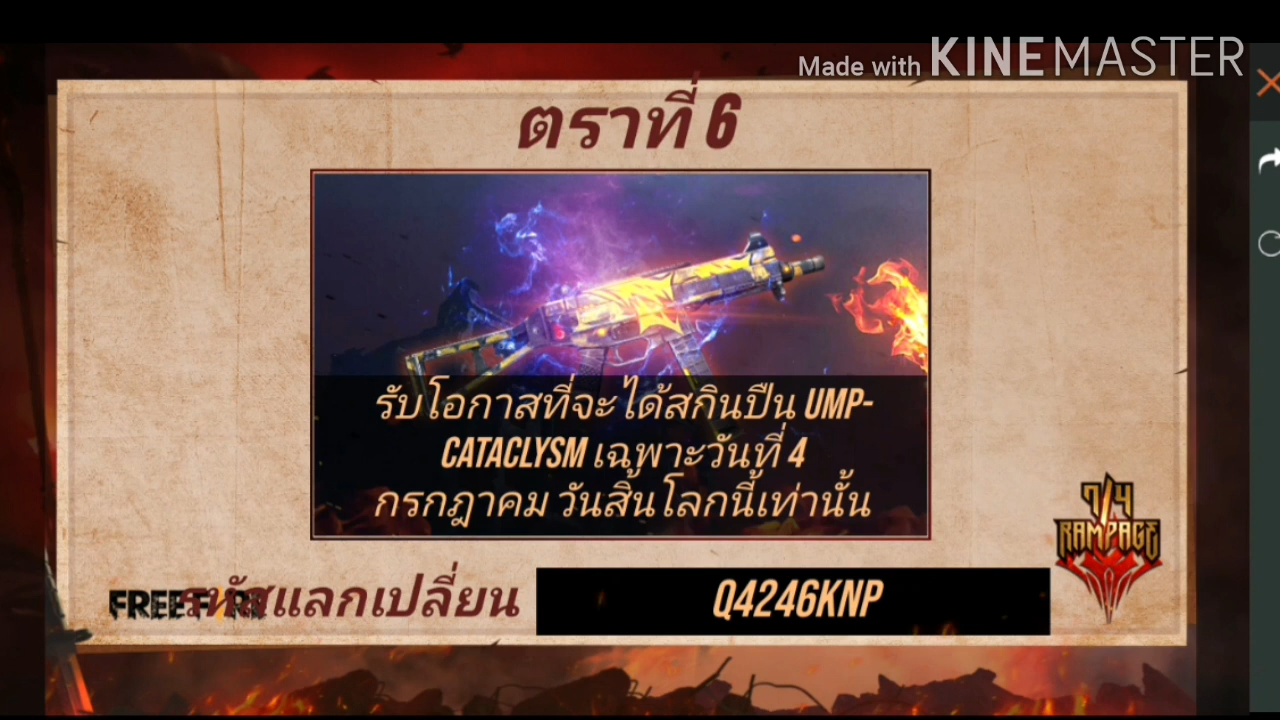 Made with KINEMASTER
ตราที่ 6
รับโอกาสที่จะได้สกินปืน UMP-
CATACLYSM เฉพาะวันที่ 4
กรกฎาคม วันสิ้นโลกนี้เท่านั้น
7/4
RAMPAGE
FREE FIRE
รหัสแลกเปลี่ยน
Q4246KNP